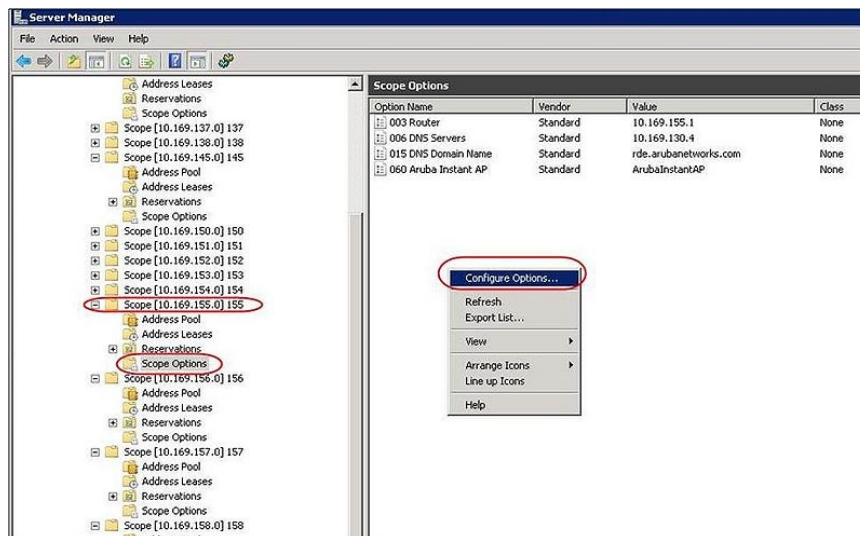 Server Manager
File Action View Help
Address Leases
Reservations
Scope Options
Scope [10.169.137.0] 137
Scope [10.169.138.0] 138
Scope [10.169.145.0] 145
Address Pool
Address Leases
Reservations
Scope Options
Scope [10.169.150.0] 150
Scope [10.169.151.0] 151
Scope [10.169.152.0] 152
Scope [10.169.153.0] 153
Scope [10.169.154.0] 154
Scope [10.169.155.0] 155
Address Pool
Address Leases
Reservations
Scope Options
Scope [10.169.156.0] 156
Address Pool
Address Leases
Reservations
Scope Options
Scope [10.169.157.0] 157
Address Pool
Address Leases
Reservations
Scope Options
Scope [10.169.158.0] 158
Scope Options
Option Name Vendor Value Class
003 Router Standard 10.169.155.1 None
006 DNS Servers Standard 10.169.130.4 None
015 DNS Domain Name Standard rde.arubanetworks.com None
060 Aruba Instant AP Standard ArubaInstantAP None
Configure Options...
Refresh
Export List...
View
Arrange Icons
Line up Icons
Help